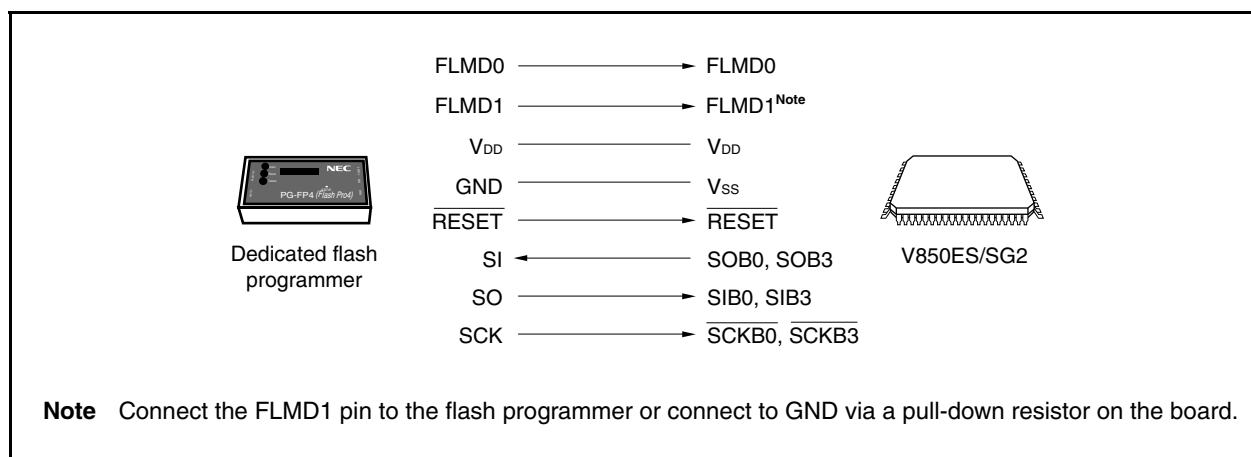 FLMD0 FLMD0
FLMD1 FLMD1Note
VDD VDD
NEC
PG-FP4 (Flash Pro4)
GND VSS
RESET RESET
Dedicated flash
programmer
SI SOB0, SOB3
V850ES/SG2
SO SIB0, SIB3
SCK SCKB0, SCKB3
Note Connect the FLMD1 pin to the flash programmer or connect to GND via a pull-down resistor on the board.